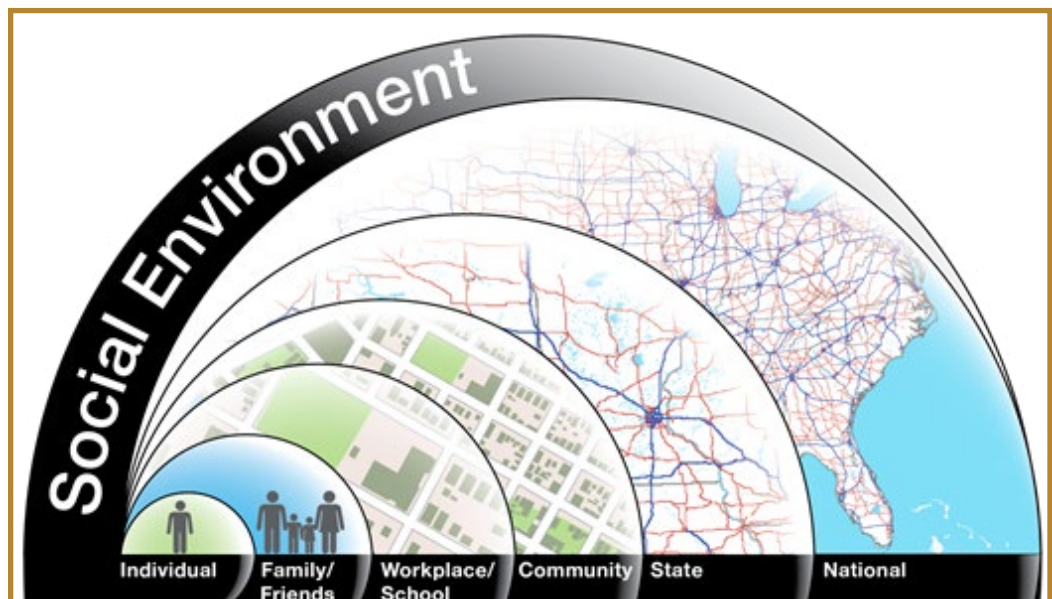 Social Environment
Individual
Family/
Friends
Workplace/
School
Community
State
National